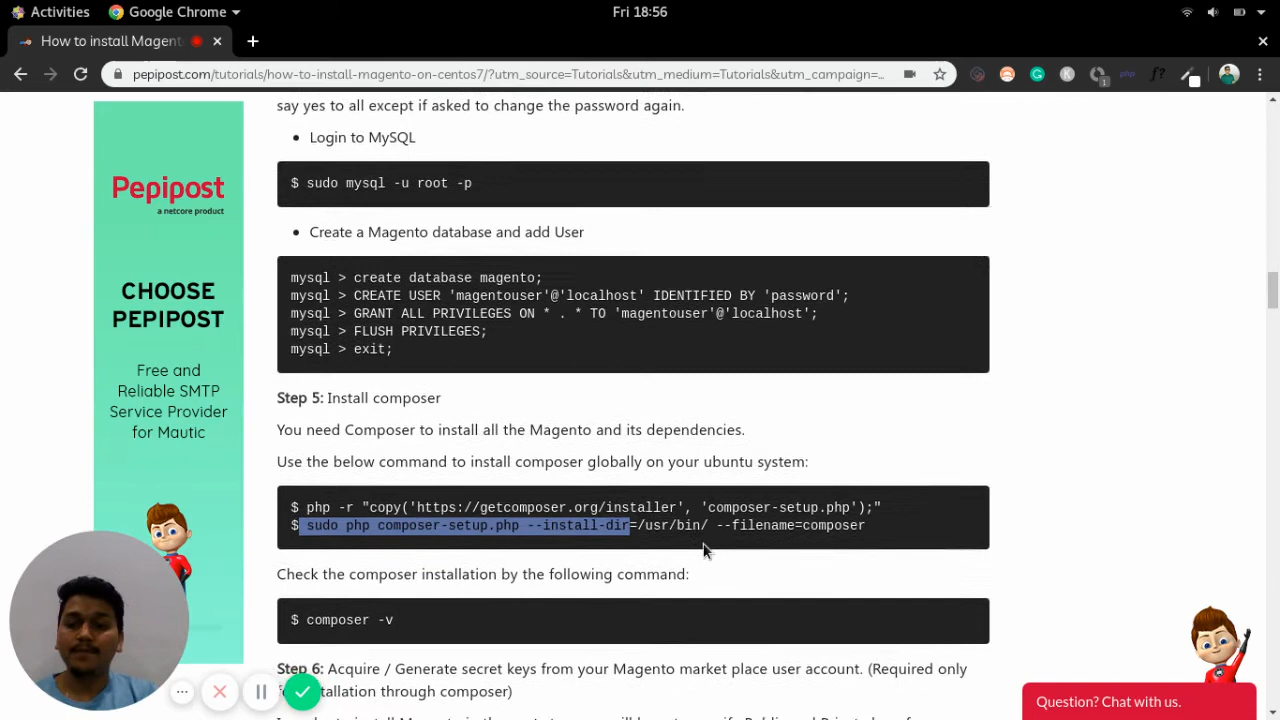 Activities
Google Chrome
Fri 18:56
How to install Magent
pepipost.com/tutorials/how-to-install-magento-on-centos7/?utm_source=Tutorials&utm_medium=Tutorials&utm_campaign=...
php
f?
1
say yes to all except if asked to change the password again.
Login to MySQL
$ sudo mysql -u root -p
Create a Magento database and add User
mysql > create database magento;
mysql > CREATE USER 'magentouser'@'localhost' IDENTIFIED BY 'password';
mysql > GRANT ALL PRIVILEGES ON * . * TO 'magentouser'@'localhost';
mysql > FLUSH PRIVILEGES;
mysql > exit;
Step 5: Install composer
You need Composer to install all the Magento and its dependencies.
Use the below command to install composer globally on your ubuntu system:
$ php -r "copy('https://getcomposer.org/installer', 'composer-setup.php');"
$ sudo php composer-setup.php --install-dir=/usr/bin/ --filename=composer
Check the composer installation by the following command:
$ composer -v
Step 6: Acquire / Generate secret keys from your Magento market place user account. (Required only
installation through composer)
Pepipost
a netcore product
CHOOSE
PEPIPOST
Free and
Reliable SMTP
Service Provider
for Mautic
Question? Chat with us.